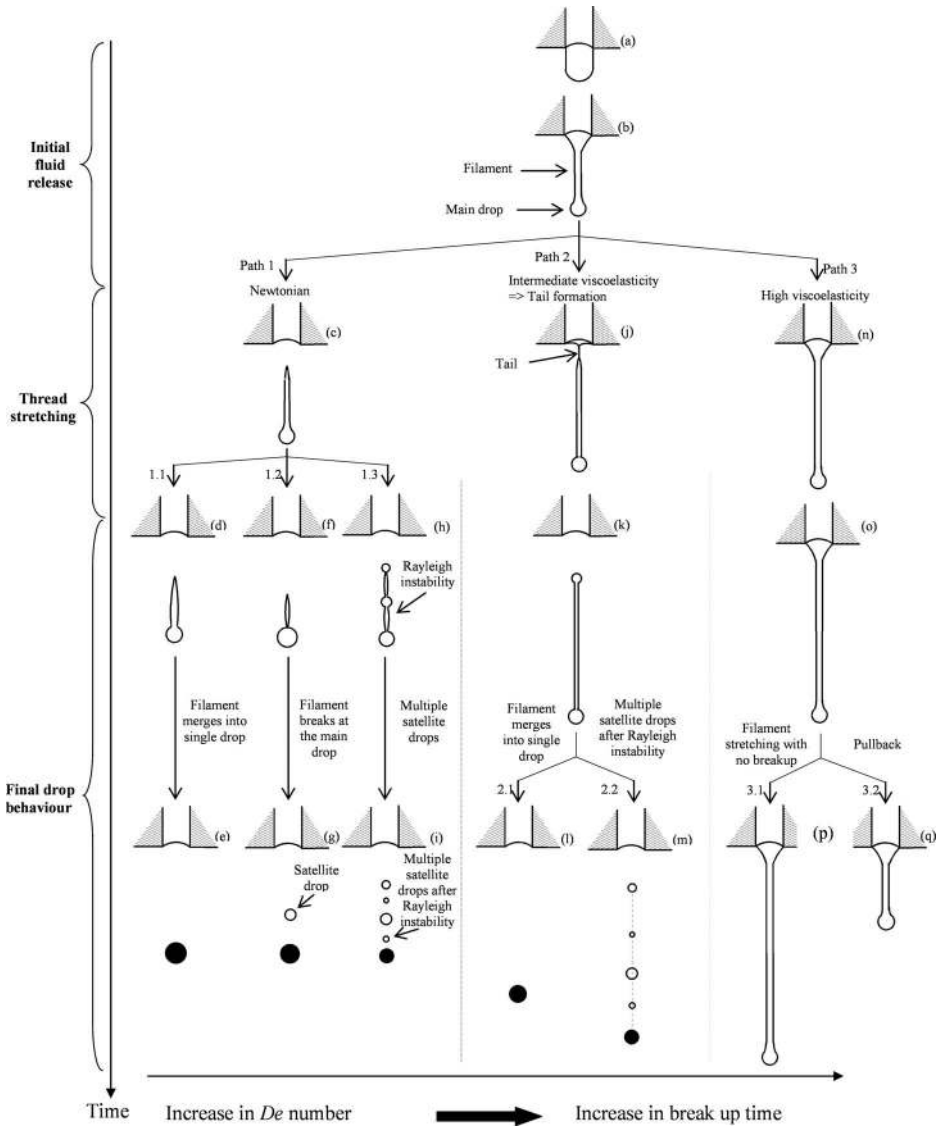 (a)
(b)
Initial
fluid
release
Filament
Main drop
Path 1
Path 2
Path 3
Newtonian
Intermediate viscoelasticity
=> Tail formation
High viscoelasticity
(c)
(j)
(n)
Tail
Thread
stretching
1.1
1.2
1.3
(d)
(f)
(h)
(k)
(o)
Rayleigh
instability
Filament
merges into
single drop
Filament
breaks at
the main
drop
Multiple
satellite
drops
Filament
merges
into single
drop
Multiple
satellite drops
after Rayleigh
instability
Filament
stretching with
no breakup
Pullback
Final drop
behaviour
2.1
2.2
3.1
3.2
(e)
(g)
(i)
(l)
(m)
(p)
(q)
Satellite
drop
Multiple
satellite
drops after
Rayleigh
instability
Time
Increase in De number
Increase in break up time